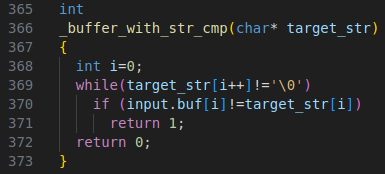 365 int
366 _buffer_with_str_cmp(char* target_str)
367 {
368   int i=0;
369   while(target_str[i++]!='\0')
370     if (input.buf[i]!=target_str[i])
371       return 1;
372   return 0;
373 }